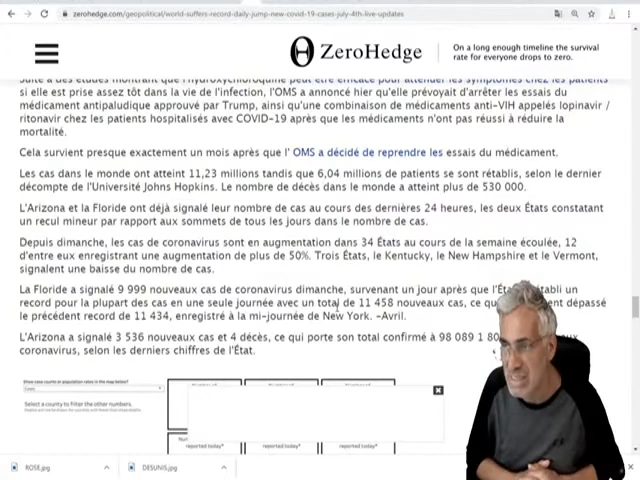 zerohedge.com/geopolitical/world-suffers-record-daily-jump-new-covid-19-cases-july-4th-live-updates
ZeroHedge
On a long enough timeline the survival
rate for everyone drops to zero.
Suite à des études montrant que l'hydroxychloroquine peut être efficace pour atténuer les symptômes chez les patients
si elle est prise assez tôt dans la vie de l'infection, l'OMS a annoncé hier qu'elle prévoyait d'arrêter les essais du
médicament antipaludique approuvé par Trump, ainsi qu'une combinaison de médicaments anti-VIH appelés lopinavir /
ritonavir chez les patients hospitalisés avec COVID-19 après que les médicaments n'ont pas réussi à réduire la
mortalité.
Cela survient presque exactement un mois après que l' OMS a décidé de reprendre les essais du médicament.
Les cas dans le monde ont atteint 11,23 millions tandis que 6,04 millions de patients se sont rétablis, selon le dernier
décompte de l'Université Johns Hopkins. Le nombre de décès dans le monde a atteint plus de 530 000.
L'Arizona et la Floride ont déjà signalé leur nombre de cas au cours des dernières 24 heures, les deux États constatant
un recul mineur par rapport aux sommets de tous les jours dans le nombre de cas.
Depuis dimanche, les cas de coronavirus sont en augmentation dans 34 États au cours de la semaine écoulée, 12
d'entre eux enregistrant une augmentation de plus de 50%. Trois États, le Kentucky, le New Hampshire et le Vermont,
signalent une baisse du nombre de cas.
La Floride a signalé 9 999 nouveaux cas de coronavirus dimanche, survenant un jour après que l'État établi un
record pour la plupart des cas en une seule journée avec un total de 11 458 nouveaux cas, ce qui dépassé
le précédent record de 11 434, enregistré à la mi-journée de New York. -Avril.
L'Arizona a signalé 3 536 nouveaux cas et 4 décès, ce qui porte son total confirmé à 98 089 1 80
coronavirus, selon les derniers chiffres de l'État.
Show case counts or population rates in the map below?
Select a county to filter the other numbers.
reported today* reported today* reported today*
ROSE.jpg DESUNIS.jpg